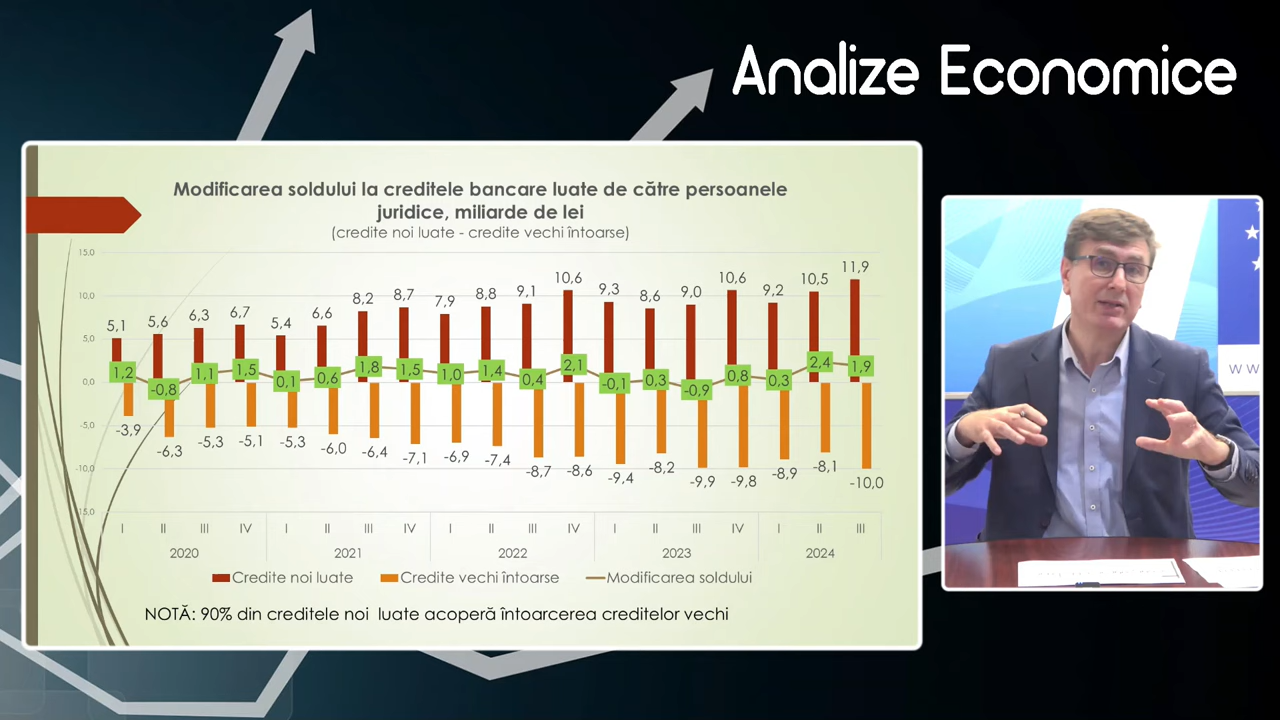 Analize Economice
Modificarea soldului la creditele bancare luate de către persoanele
juridice, miliarde de lei
(credite noi luate - credite vechi întoarse)
15,0
10,0
5,0
0,0
-5,0
-10,0
15,0
5,1 5,6 6,3 6,7 5,4 6,6 8,2 8,7 7,9 8,8 9,1 10,6 9,3 8,6 9,0 10,6 9,2 10,5 11,9
1,2 -0,8 1,1 1,5 0,1 0,6 1,8 1,5 1,0 1,4 0,4 2,1 -0,1 0,3 -0,9 0,8 0,3 2,4 1,9
-3,9 -6,3 -5,3 -5,1 -5,3 -6,0 -6,4 -7,1 -6,9 -7,4 -8,7 -8,6 -9,4 -8,2 -9,9 -9,8 -8,9 -8,1 -10,0
I II III IV I II III IV I II III IV I II III IV I II III
2020 2021 2022 2023 2024
Credite noi luate Credite vechi întoarse Modificarea soldului
NOTĂ: 90% din creditele noi luate acoperă întoarcerea creditelor vechi
W W